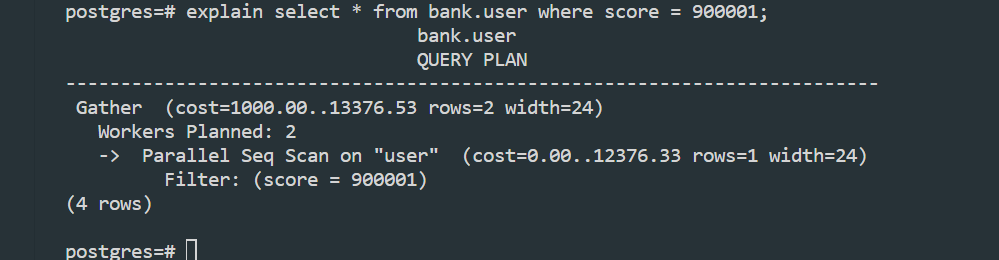 postgres=# explain select * from bank.user where score = 900001;
bank.user
QUERY PLAN
--------------------------------------------------------------------------
Gather  (cost=1000.00..13376.53 rows=2 width=24)
Workers Planned: 2
->  Parallel Seq Scan on "user"  (cost=0.00..12376.33 rows=1 width=24)
Filter: (score = 900001)
(4 rows)
postgres=#